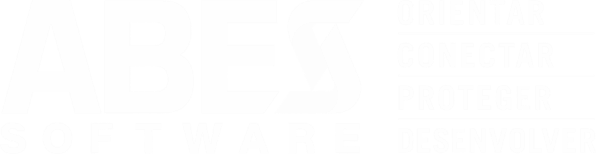 ABES
SOFTWARE
ORIENTAR
CONECTAR
PROTEGER
DESENVOLVER